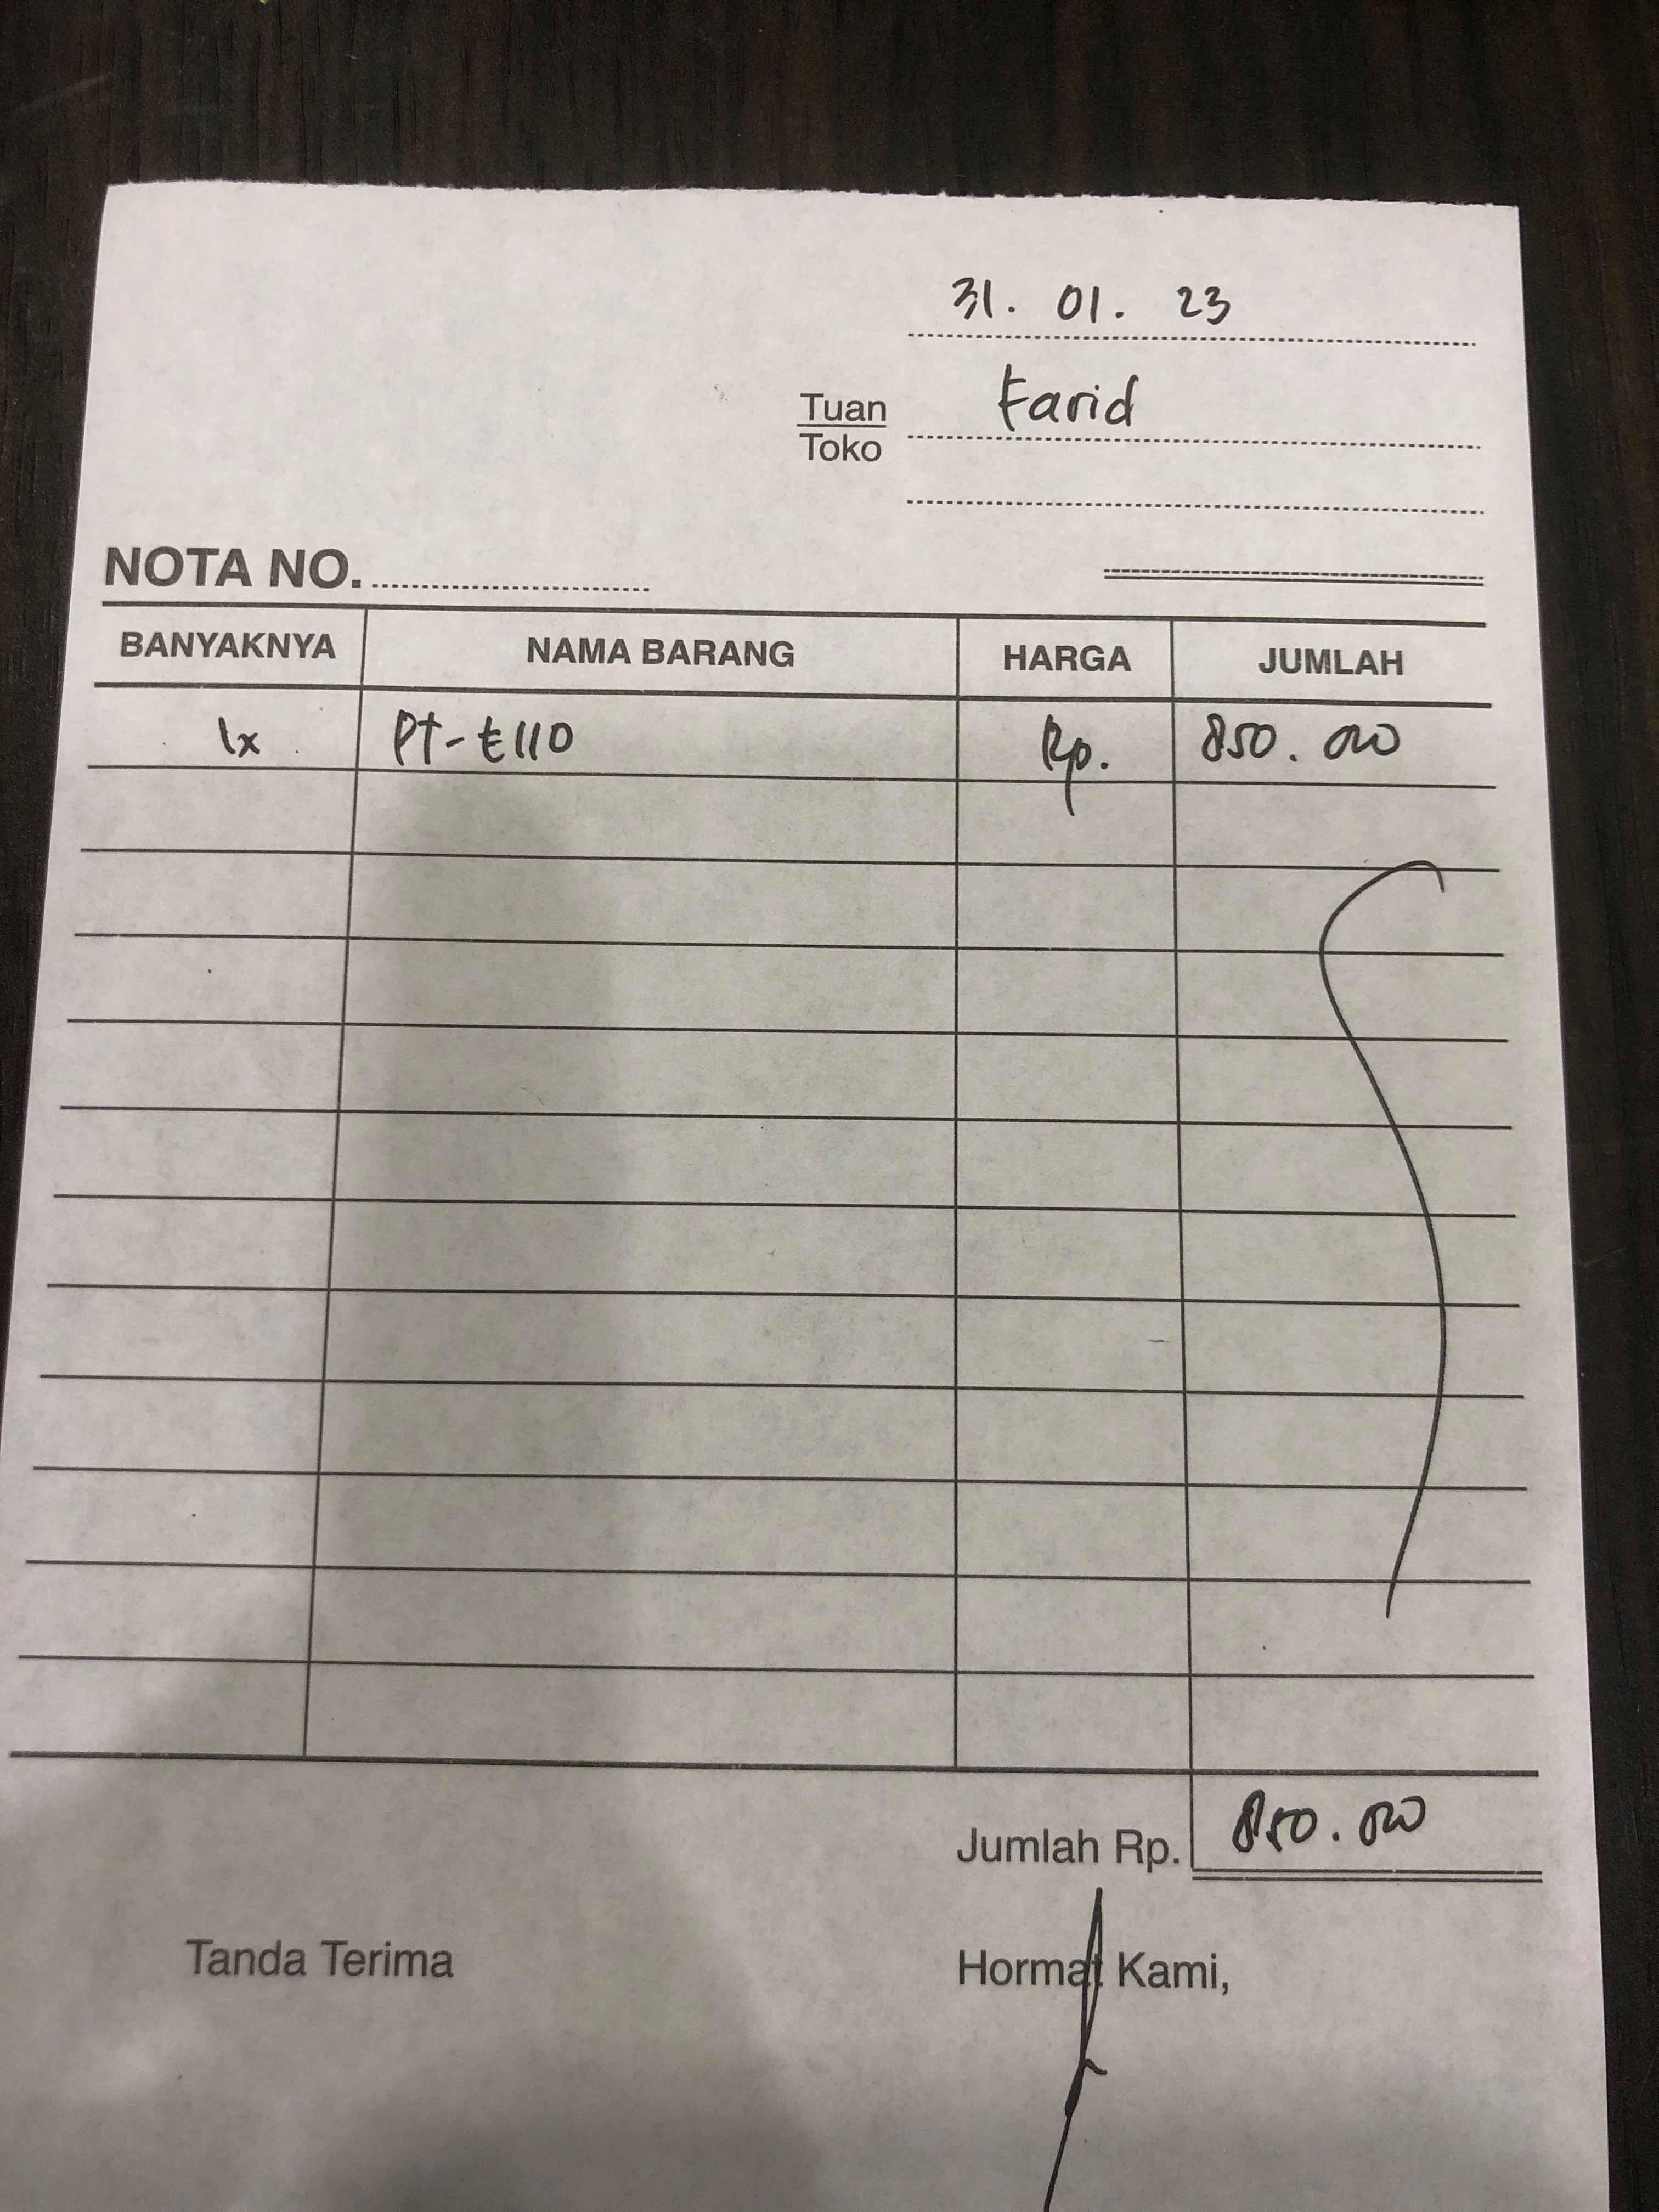 31. 01. 23
Tuan Farid
Toko
NOTA NO.
BANYAKNYA NAMA BARANG HARGA JUMLAH
1x PT-E110 Rp. 850.000
Jumlah Rp. 850.000
Tanda Terima Hormat Kami,